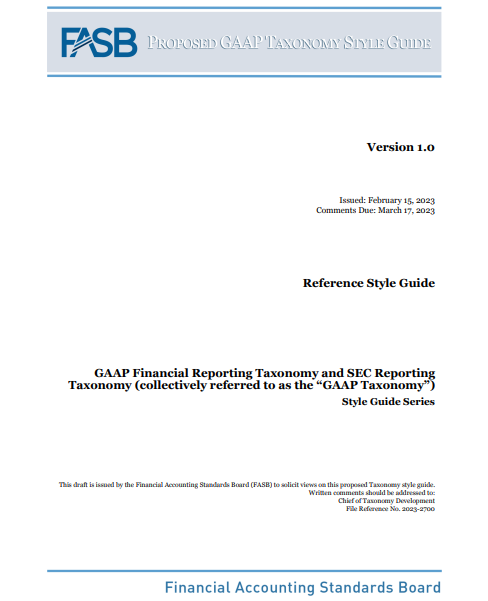 FASB PROPOSED GAAP TAXONOMY STYLE GUIDE
Version 1.0
Issued: February 15, 2023
Comments Due: March 17, 2023
Reference Style Guide
GAAP Financial Reporting Taxonomy and SEC Reporting
Taxonomy (collectively referred to as the “GAAP Taxonomy”)
Style Guide Series
This draft is issued by the Financial Accounting Standards Board (FASB) to solicit views on this proposed Taxonomy style guide.
Written comments should be addressed to:
Chief of Taxonomy Development
File Reference No. 2023-2700
Financial Accounting Standards Board